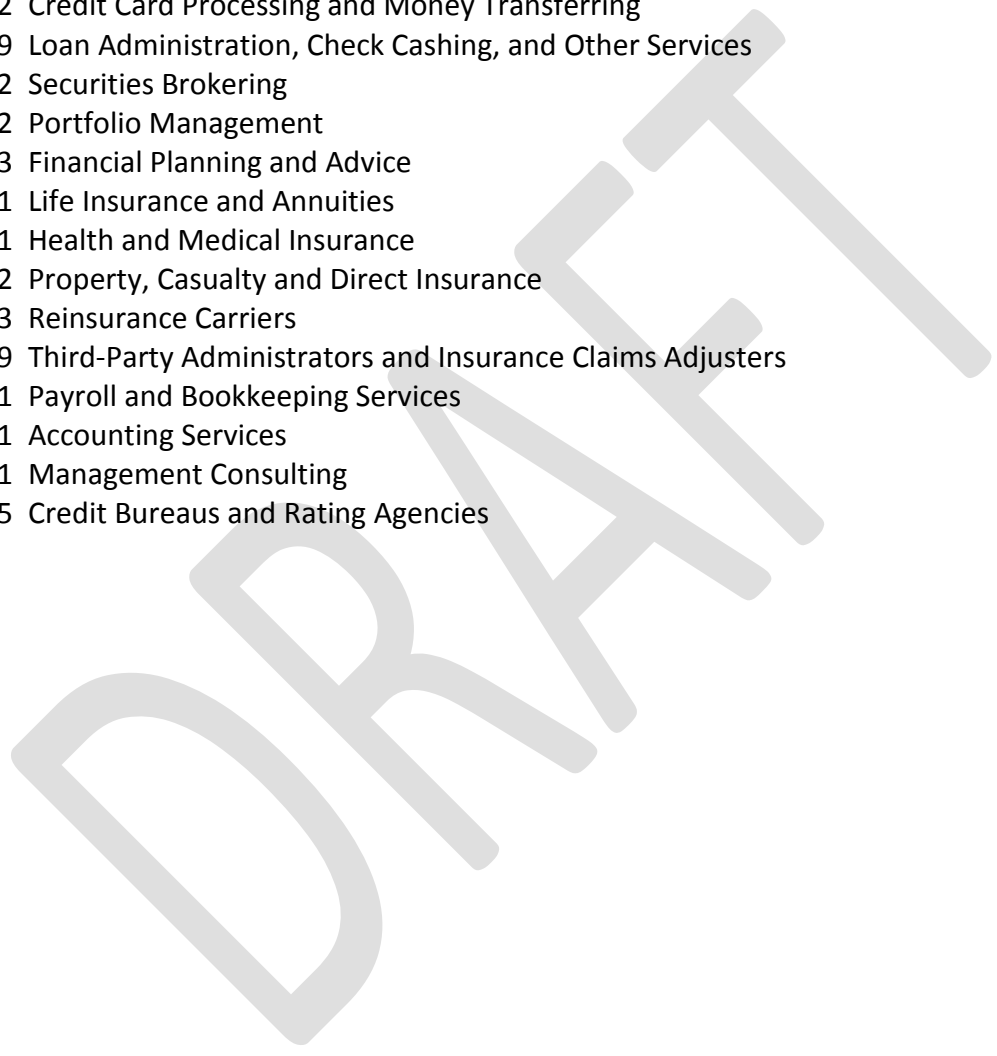 2 Credit Card Processing and Money Transferring
9 Loan Administration, Check Cashing, and Other Services
2 Securities Brokering
2 Portfolio Management
3 Financial Planning and Advice
1 Life Insurance and Annuities
1 Health and Medical Insurance
2 Property, Casualty and Direct Insurance
3 Reinsurance Carriers
9 Third-Party Administrators and Insurance Claims Adjusters
1 Payroll and Bookkeeping Services
1 Accounting Services
1 Management Consulting
5 Credit Bureaus and Rating Agencies
DRAFT